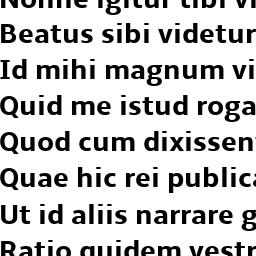 Nonne igitur tibi vi
Beatus sibi videtur
Id mihi magnum vi
Quid me istud roga
Quod cum dixissen
Quae hic rei publica
Ut id aliis narrare g
Ratio quidem vestr